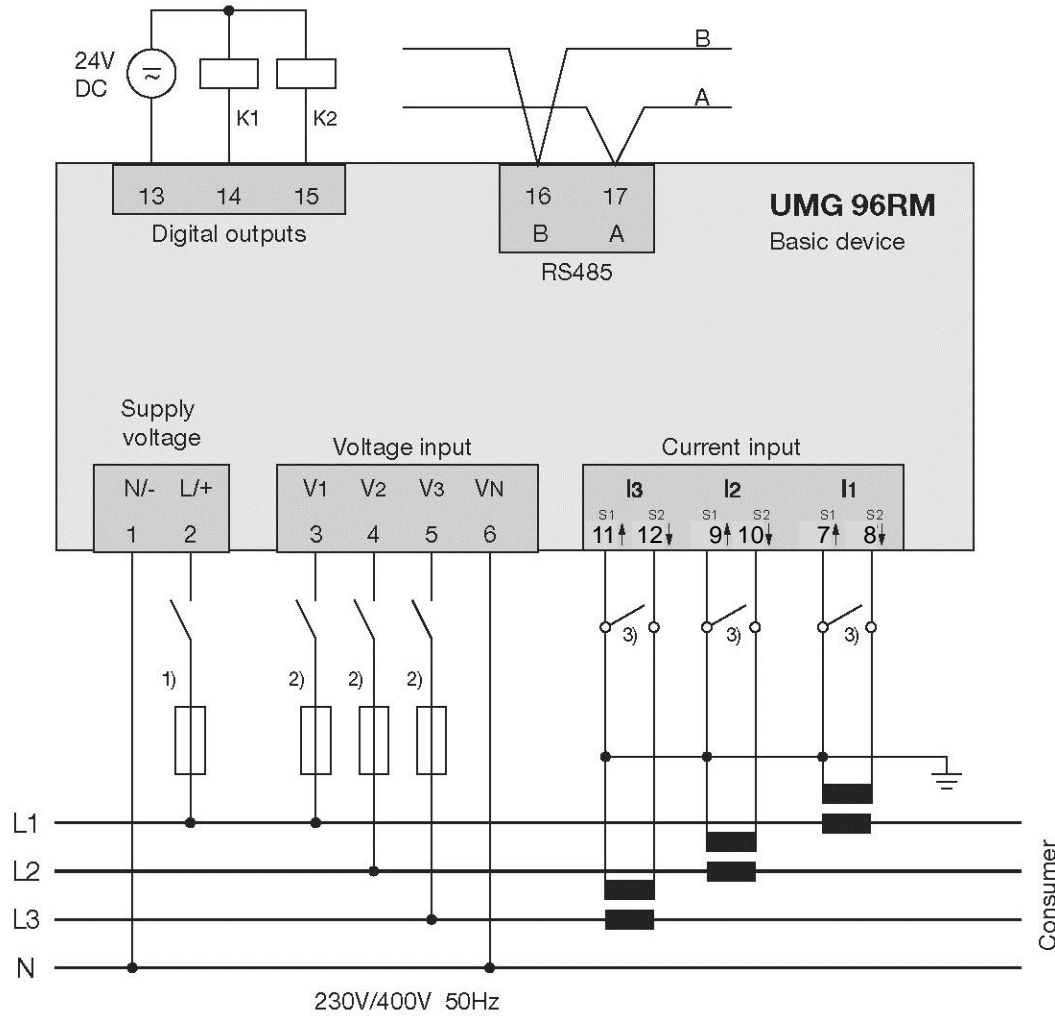 24V
DC
K1 K2
B
A
13 14 15
Digital outputs
16 17
B A
RS485
UMG 96RM
Basic device
Supply
voltage
N/- L/+
1 2
Voltage input
V1 V2 V3 VN
3 4 5 6
Current input
I3 I2 I1
S1 S2 S1 S2 S1 S2
11 12 9 10 7 8
3) 3) 3)
1) 2) 2) 2)
L1
L2
L3
N
Consumer
230V/400V 50Hz